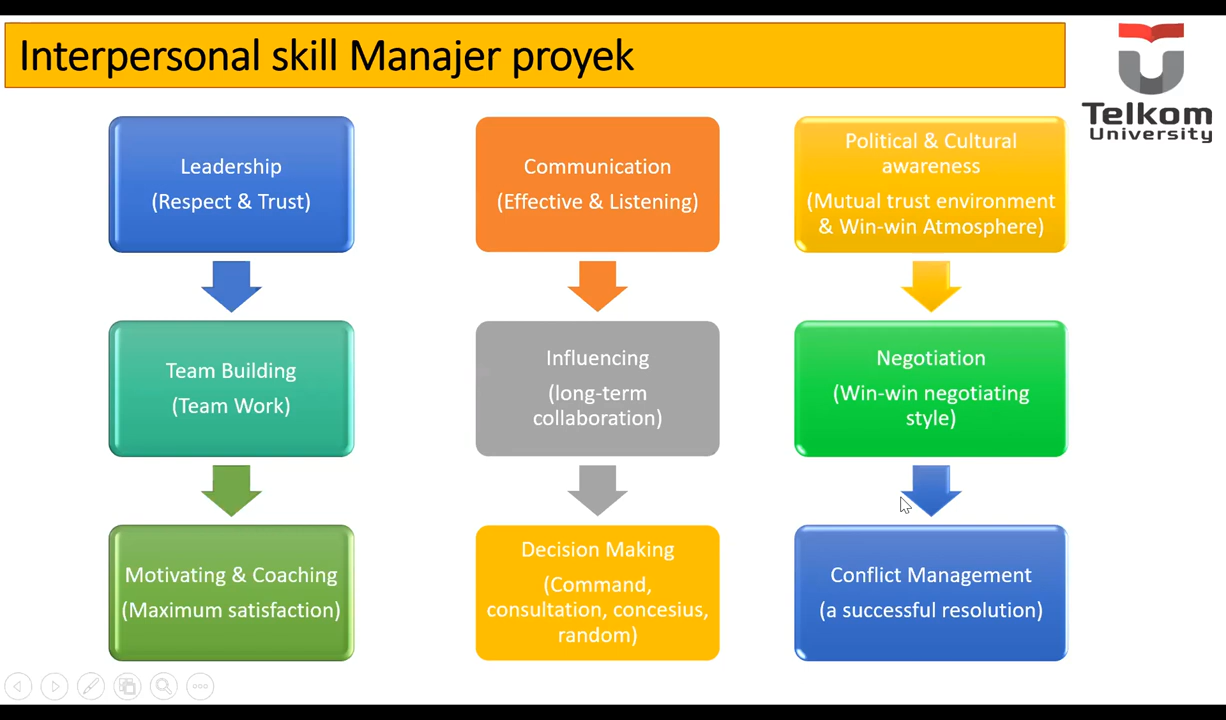 Interpersonal skill Manajer proyek
Telkom
University
Leadership
(Respect & Trust)
Team Building
(Team Work)
Motivating & Coaching
(Maximum satisfaction)
Communication
(Effective & Listening)
Influencing
(long-term
collaboration)
Decision Making
(Command,
consultation, concesius,
random)
Political & Cultural
awareness
(Mutual trust environment
& Win-win Atmosphere)
Negotiation
(Win-win negotiating
style)
Conflict Management
(a successful resolution)